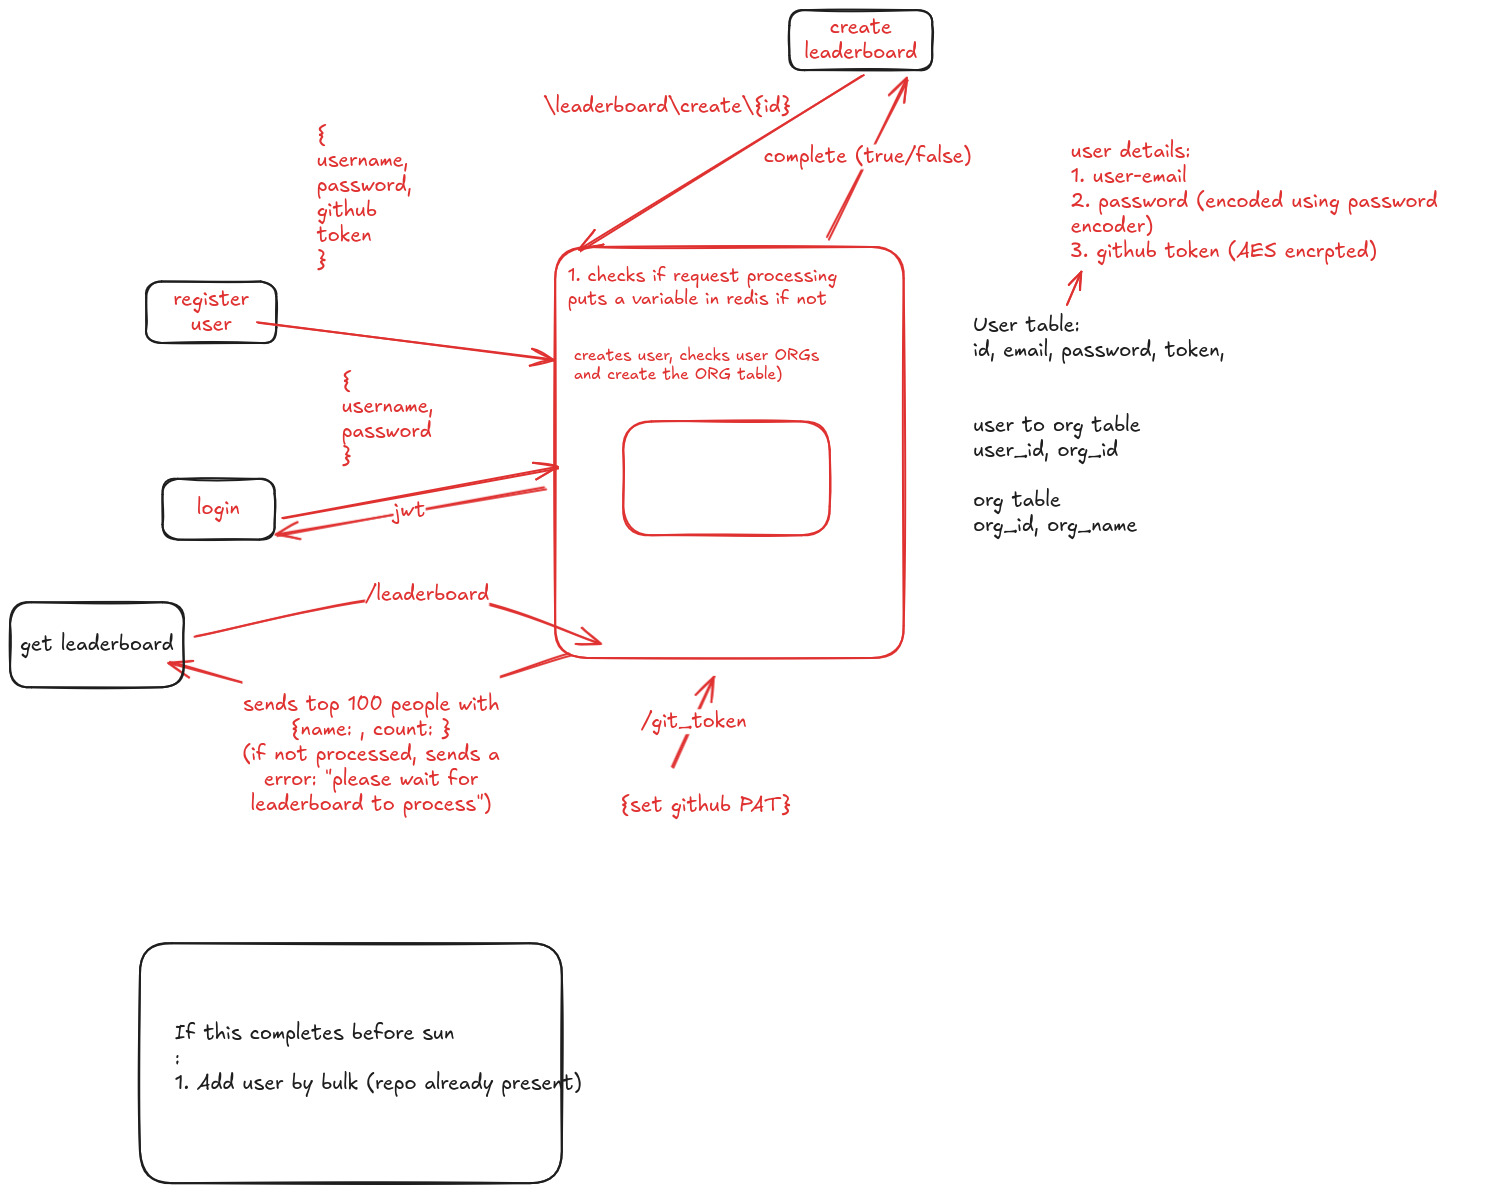 create
leaderboard
\leaderboard\create\{id}
complete (true/false)
{
username,
password,
github
token
}
user details:
1. user-email
2. password (encoded using password
encoder)
3. github token (AES encrpted)
register
user
1. checks if request processing
puts a variable in redis if not
creates user, checks user ORGs
and create the ORG table)
User table:
id, email, password, token,
{
username,
password
}
user to org table
user_id, org_id
login
jwt
org table
org_id, org_name
/leaderboard
get leaderboard
sends top 100 people with
{name: , count: }
(if not processed, sends a
error: "please wait for
leaderboard to process")
/git_token
{set github PAT}
If this completes before sun
:
1. Add user by bulk (repo already present)